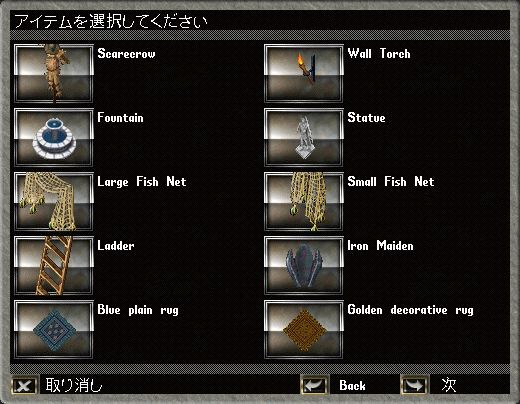 アイテムを選択してください
Scarecrow
Wall Torch
Fountain
Statue
Large Fish Net
Small Fish Net
Ladder
Iron Maiden
Blue plain rug
Golden decorative rug
取り消し
Back
次